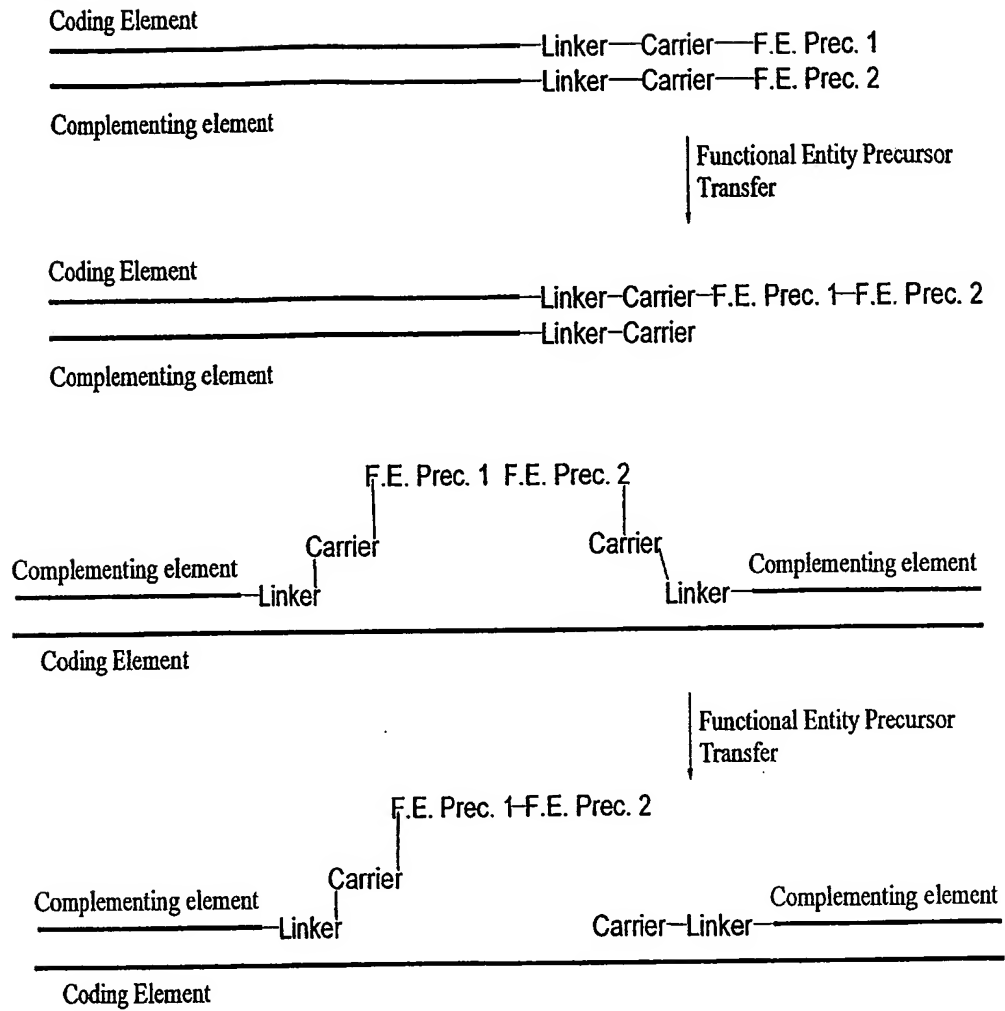 Coding Element
Linker—Carrier—F.E. Prec. 1
Linker—Carrier—F.E. Prec. 2
Complementing element
Functional Entity Precursor
Transfer
Coding Element
Linker–Carrier–F.E. Prec. 1–F.E. Prec. 2
Linker–Carrier
Complementing element
F.E. Prec. 1 F.E. Prec. 2
Carrier Carrier
Complementing element Complementing element
Linker Linker
Coding Element
Functional Entity Precursor
Transfer
F.E. Prec. 1–F.E. Prec. 2
Carrier
Complementing element Complementing element
Linker Carrier–Linker
Coding Element